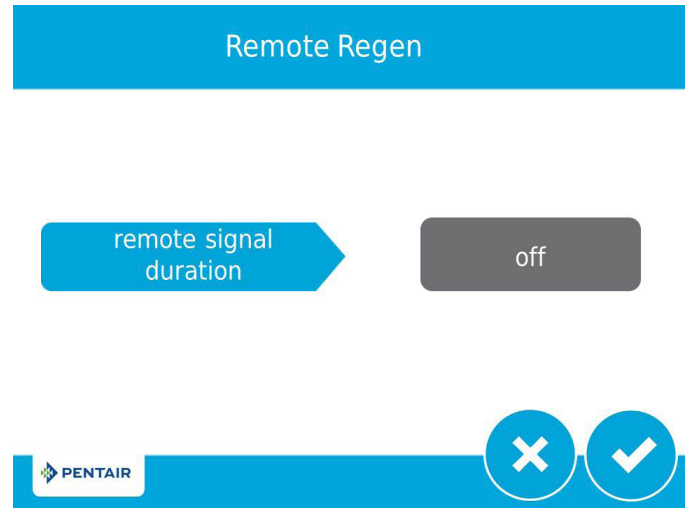 Remote Regen
remote signal
duration
off
PENTAIR